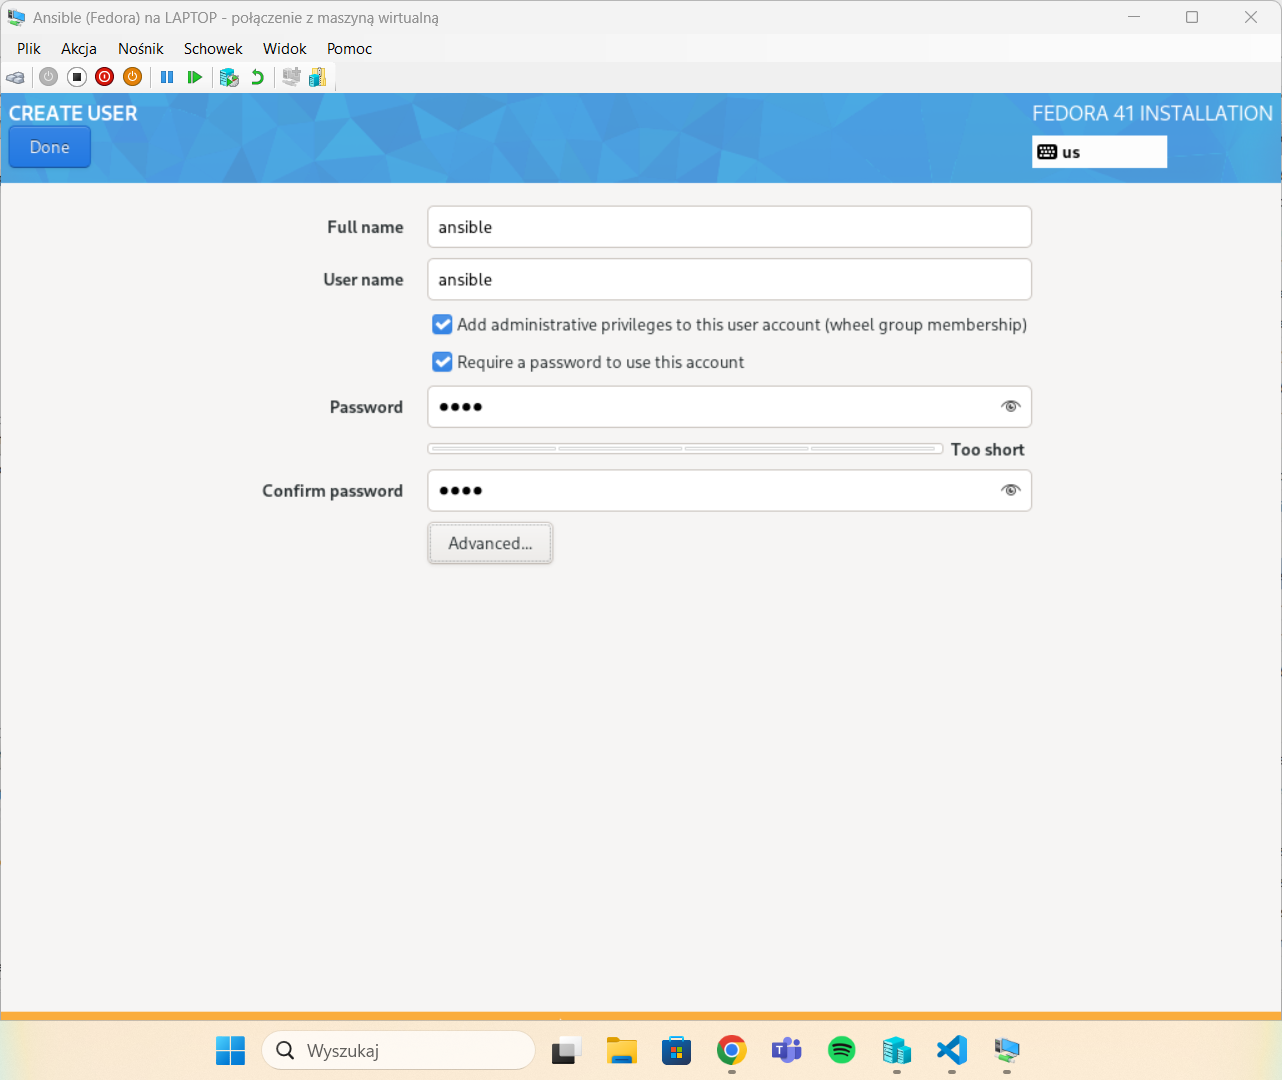 Ansible (Fedora) na LAPTOP - połączenie z maszyną wirtualną
Plik Akcja Nośnik Schowek Widok Pomoc
CREATE USER
FEDORA 41 INSTALLATION
Done
us
Full name
ansible
User name
ansible
Add administrative privileges to this user account (wheel group membership)
Require a password to use this account
Password
••••
Too short
Confirm password
••••
Advanced...
Wyszukaj